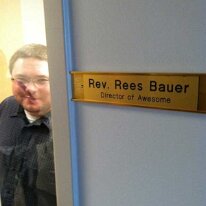 Rev. Rees Bauer
Director of Awesome